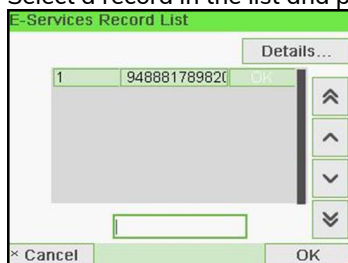 Select a record in the list and p
E-Services Record List
Details...
1 948881789820 OK
× Cancel OK